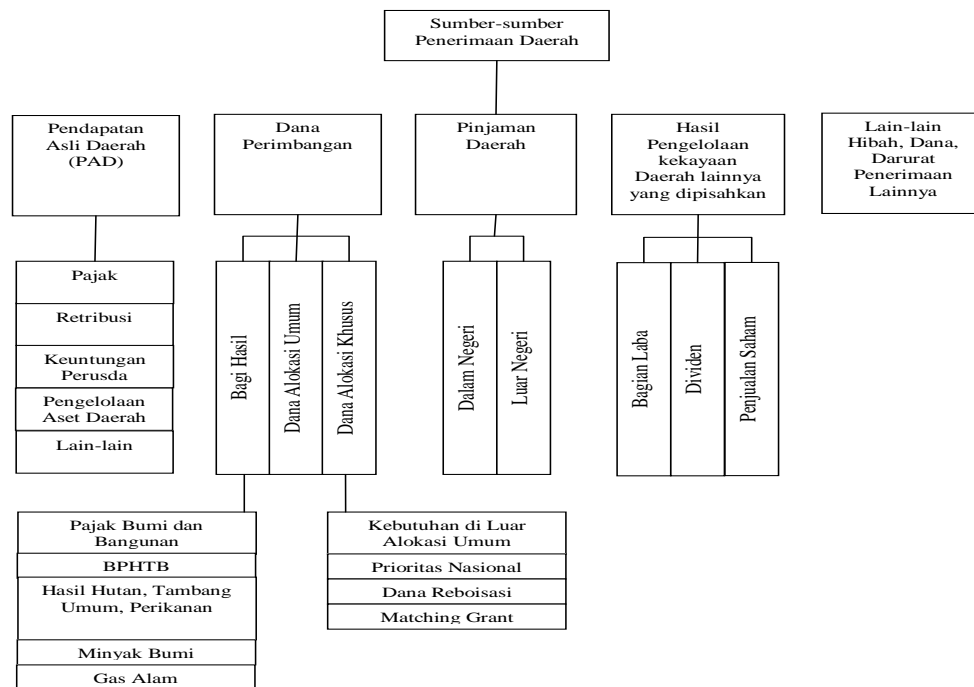 Sumber-sumber
Penerimaan Daerah
Pendapatan
Asli Daerah
(PAD)
Dana
Perimbangan
Pinjaman
Daerah
Hasil
Pengelolaan
kekayaan
Daerah lainnya
yang dipisahkan
Lain-lain
Hibah, Dana,
Darurat
Penerimaan
Lainnya
Pajak
Retribusi
Keuntungan
Perusda
Pengelolaan
Aset Daerah
Lain-lain
Bagi Hasil
Dana Alokasi Umum
Dana Alokasi Khusus
Dalam Negeri
Luar Negeri
Bagian Laba
Dividen
Penjualan Saham
Pajak Bumi dan
Bangunan
BPHTB
Hasil Hutan, Tambang
Umum, Perikanan
Minyak Bumi
Gas Alam
Kebutuhan di Luar
Alokasi Umum
Prioritas Nasional
Dana Reboisasi
Matching Grant